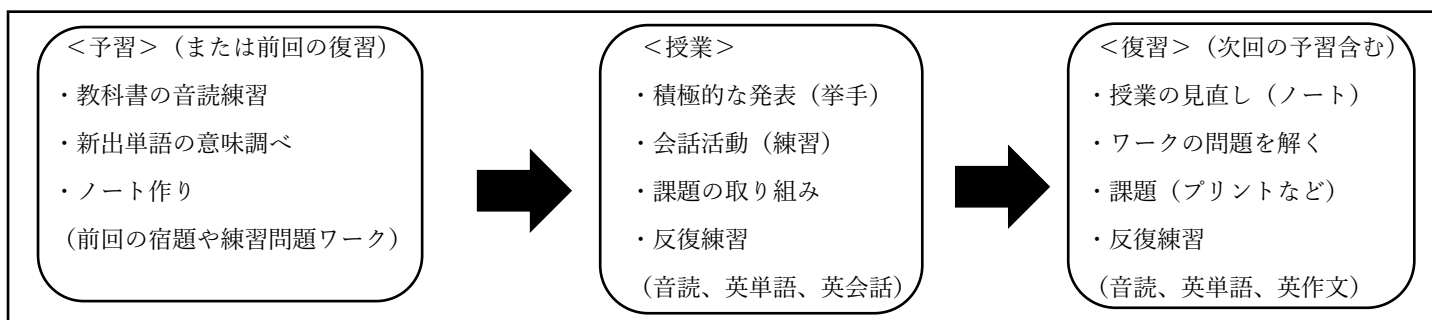 ＜予習＞（または前回の復習）
・教科書の音読練習
・新出単語の意味調べ
・ノート作り
（前回の宿題や練習問題ワーク）
＜授業＞
・積極的な発表（挙手）
・会話活動（練習）
・課題の取り組み
・反復練習
（音読、英単語、英会話）
＜復習＞（次回の予習含む）
・授業の見直し（ノート）
・ワークの問題を解く
・課題（プリントなど）
・反復練習
（音読、英単語、英作文）